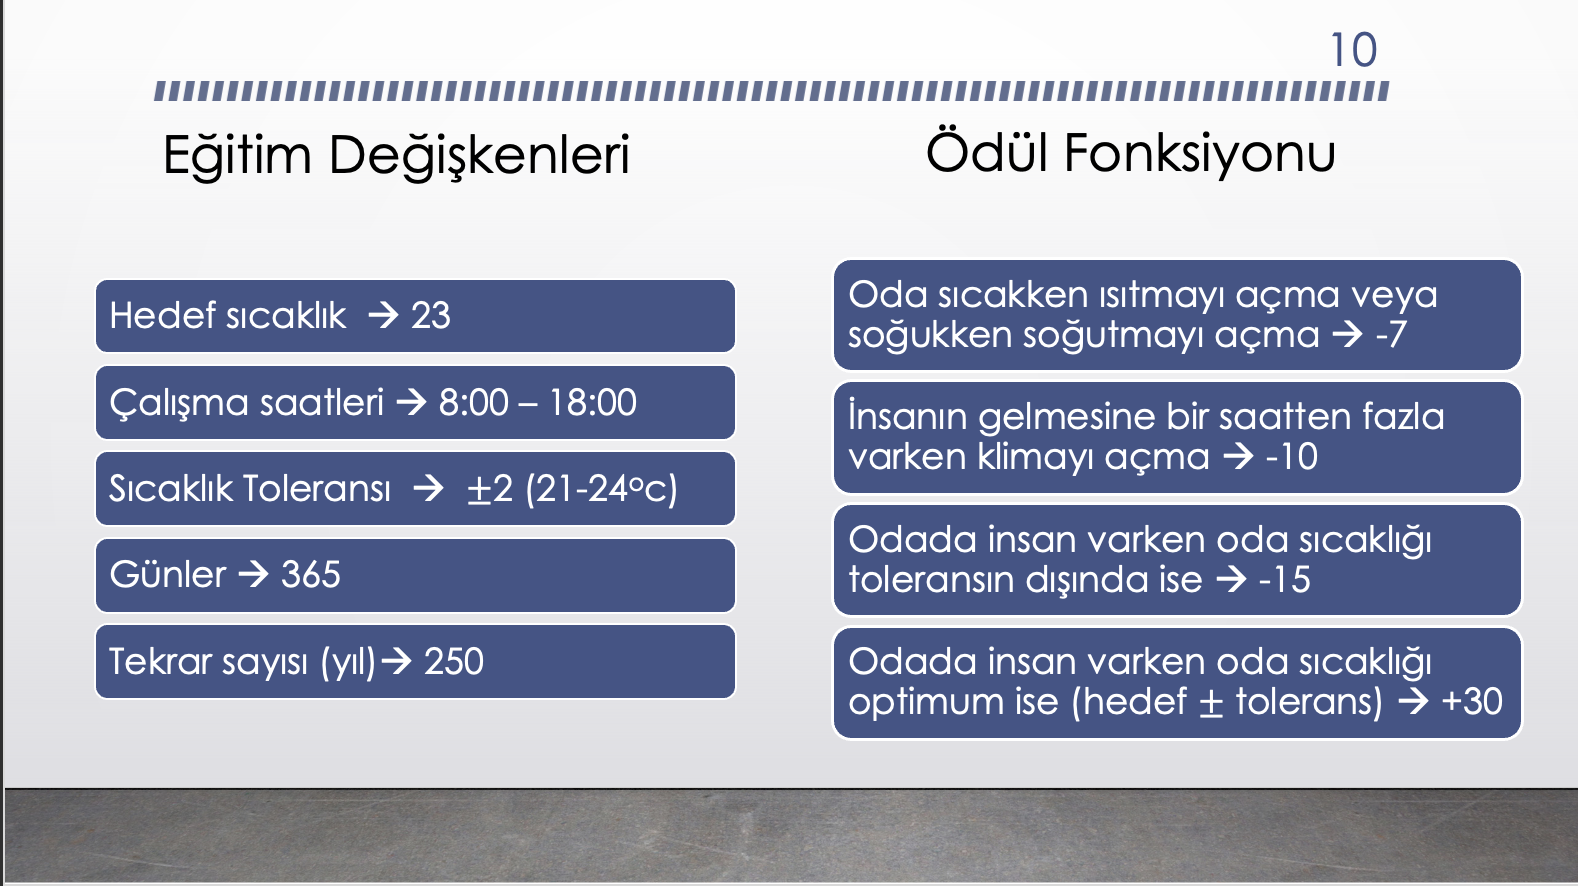 10
Eğitim Değişkenleri
Hedef sıcaklık → 23
Çalışma saatleri → 8:00 – 18:00
Sıcaklık Toleransı → ±2 (21-24ºc)
Günler → 365
Tekrar sayısı (yıl)→ 250
Ödül Fonksiyonu
Oda sıcakken ısıtmayı açma veya
soğukken soğutmayı açma → -7
İnsanın gelmesine bir saatten fazla
varken klimayı açma → -10
Odada insan varken oda sıcaklığı
toleransın dışında ise → -15
Odada insan varken oda sıcaklığı
optimum ise (hedef ± tolerans) → +30